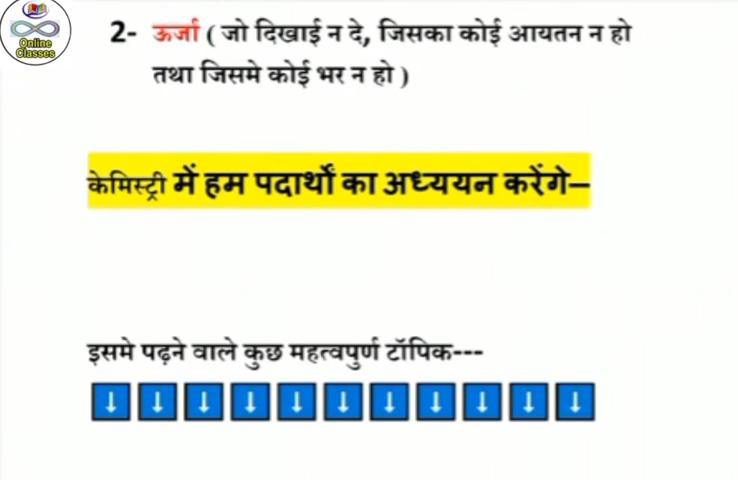 Online
Classes
2- ऊर्जा ( जो दिखाई न दे, जिसका कोई आयतन न हो
तथा जिसमे कोई भर न हो )
केमिस्ट्री में हम पदार्थों का अध्ययन करेंगे–
इसमे पढ़ने वाले कुछ महत्वपुर्ण टॉपिक---
↓ ↓ ↓ ↓ ↓ ↓ ↓ ↓ ↓ ↓ ↓